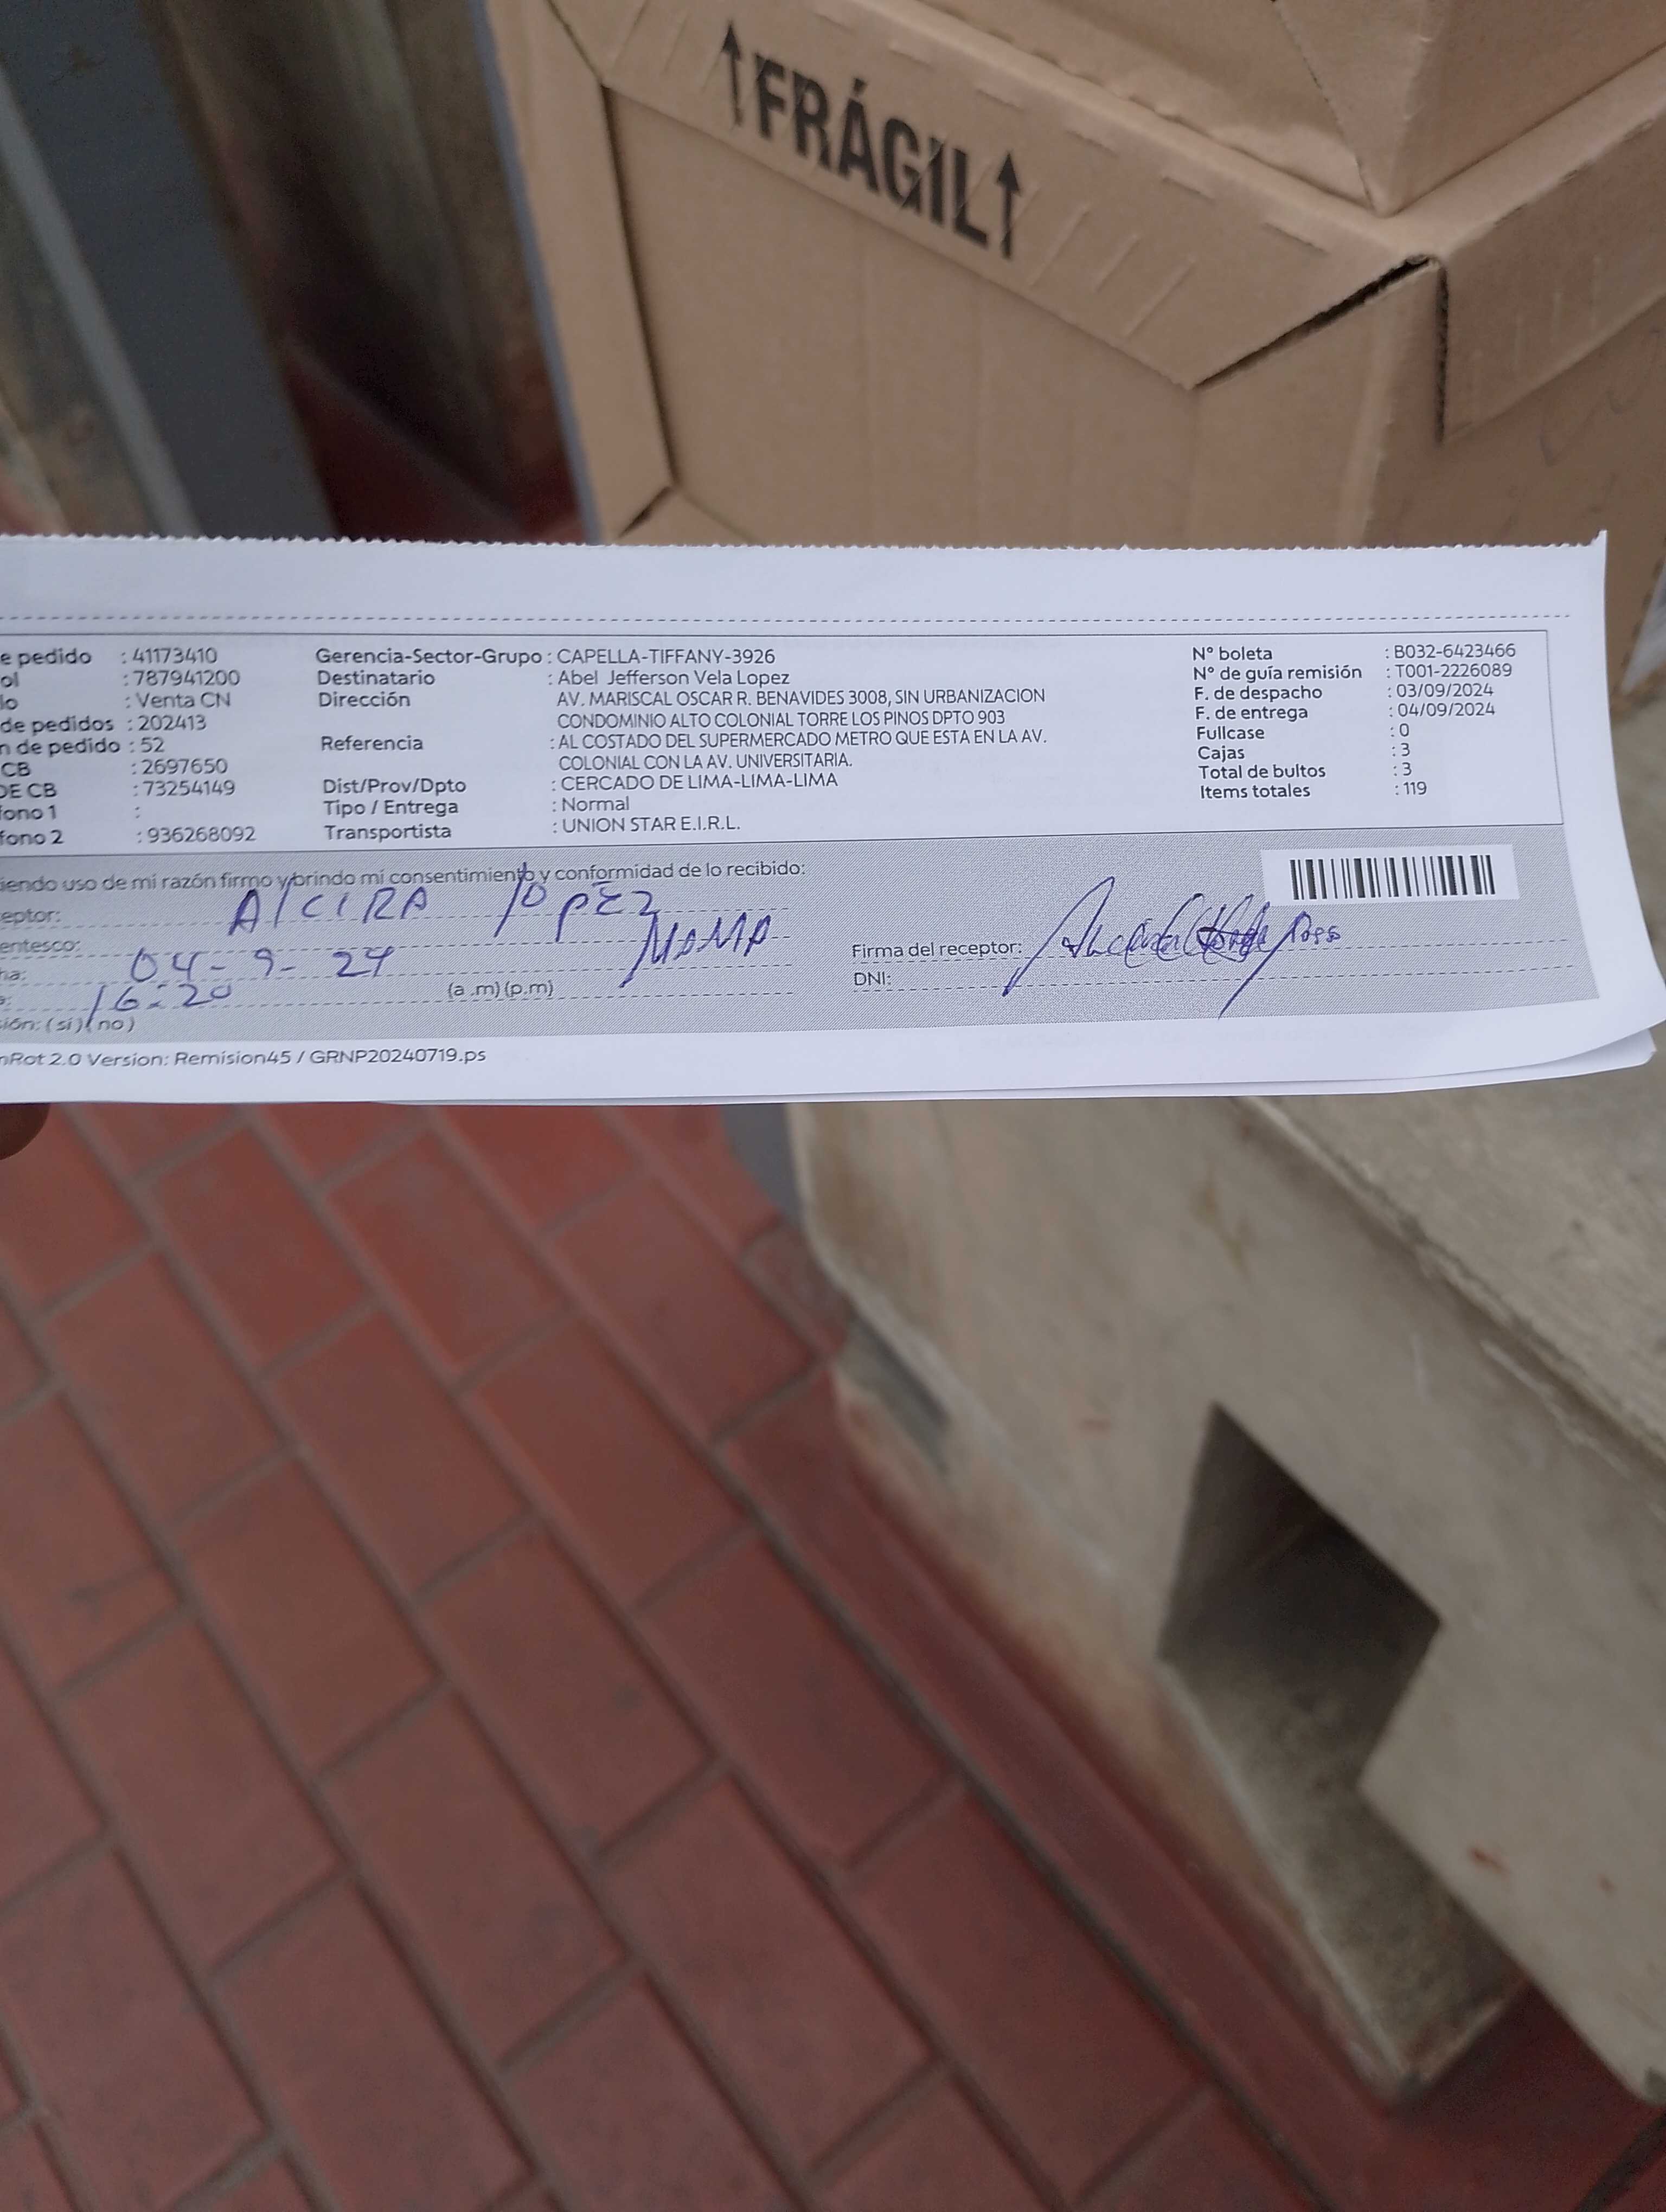 ↑FRÁGIL↑
e pedido : 41173410
ol : 787941200
lo : Venta CN
de pedidos : 202413
n de pedido : 52
CB : 2697650
DE CB : 73254149
fono 1 :
fono 2 : 936268092
Gerencia-Sector-Grupo : CAPELLA-TIFFANY-3926
Destinatario : Abel Jefferson Vela Lopez
Dirección AV. MARISCAL OSCAR R. BENAVIDES 3008, SIN URBANIZACION
CONDOMINIO ALTO COLONIAL TORRE LOS PINOS DPTO 903
Referencia : AL COSTADO DEL SUPERMERCADO METRO QUE ESTA EN LA AV.
COLONIAL CON LA AV. UNIVERSITARIA.
Dist/Prov/Dpto : CERCADO DE LIMA-LIMA-LIMA
Tipo / Entrega : Normal
Transportista : UNION STAR E.I.R.L.
N° boleta : B032-6423466
N° de guía remisión : T001-2226089
F. de despacho : 03/09/2024
F. de entrega : 04/09/2024
Fullcase : 0
Cajas : 3
Total de bultos : 3
Items totales : 119
iendo uso de mi razón firmo y brindo mi consentimiento y conformidad de lo recibido:
eptor: AlCIRA lOpEz
entesco: MAMA
ha: 04-9-24
a: 16:20 (a .m) (p.m)
sión: ( si ) ( no )
Firma del receptor:
DNI:
nRot 2.0 Version: Remision45 / GRNP20240719.ps